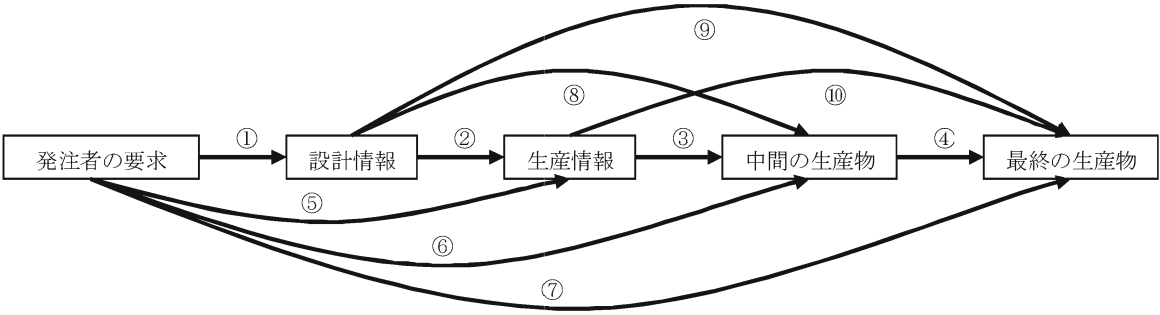 ⑨
⑧
⑩
①
②
③
④
発注者の要求
設計情報
生産情報
中間の生産物
最終の生産物
⑤
⑥
⑦